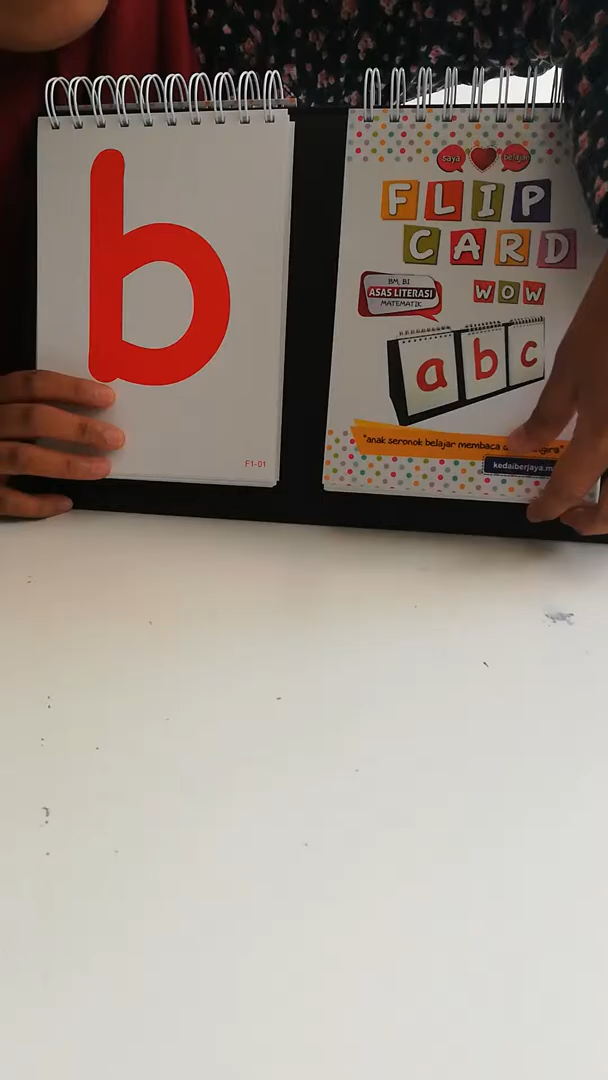 b
F1-01
saya belajar
FLIP
CARD
WOW
BM, BI
ASAS LITERASI
MATEMATIK
a b c
"anak seronok belajar membaca
kedaiberjaya.m